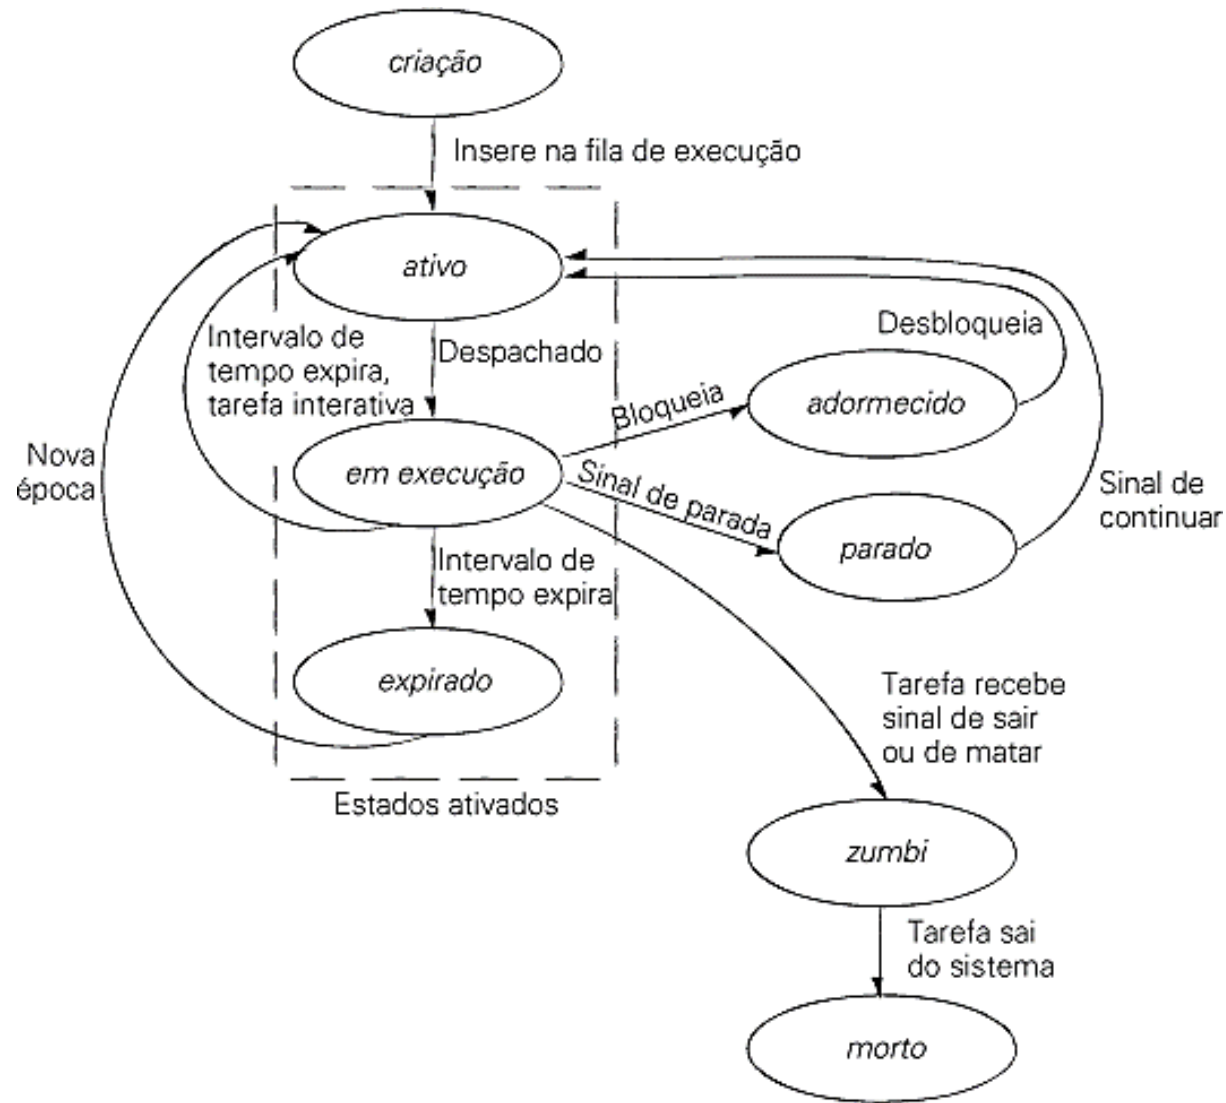 criação
Insere na fila de execução
ativo
Intervalo de
tempo expira,
tarefa interativa
Despachado
Desbloqueia
Bloqueia
adormecido
Nova
época
em execução
Sinal de parada
Sinal de
continuar
parado
Intervalo de
tempo expira
expirado
Tarefa recebe
sinal de sair
ou de matar
Estados ativados
zumbi
Tarefa sai
do sistema
morto